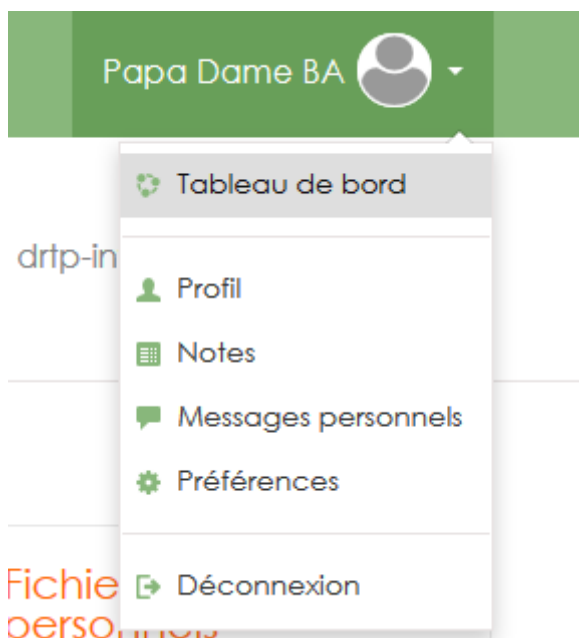 Papa Dame BA
Tableau de bord
drtp-in
Profil
Notes
Messages personnels
Préférences
Déconnexion
Fichie